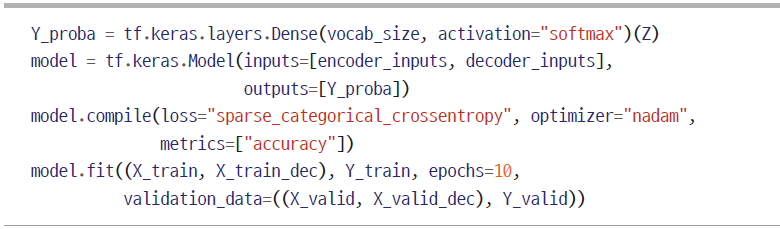 Y_proba = tf.keras.layers.Dense(vocab_size, activation="softmax")(Z)
model = tf.keras.Model(inputs=[encoder_inputs, decoder_inputs],
                       outputs=[Y_proba])
model.compile(loss="sparse_categorical_crossentropy", optimizer="nadam",
              metrics=["accuracy"])
model.fit((X_train, X_train_dec), Y_train, epochs=10,
          validation_data=((X_valid, X_valid_dec), Y_valid))